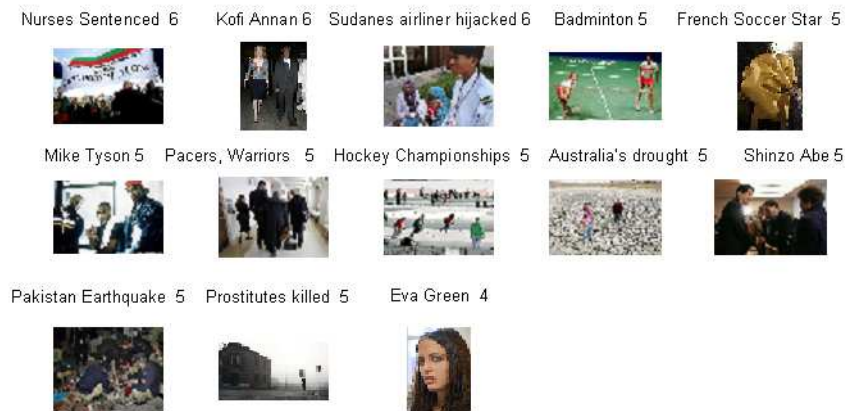 Nurses Sentenced 6 Kofi Annan 6 Sudanes airliner hijacked 6 Badminton 5 French Soccer Star 5
Mike Tyson 5 Pacers, Warriors 5 Hockey Championships 5 Australia's drought 5 Shinzo Abe 5
Pakistan Earthquake 5 Prostitutes killed 5 Eva Green 4